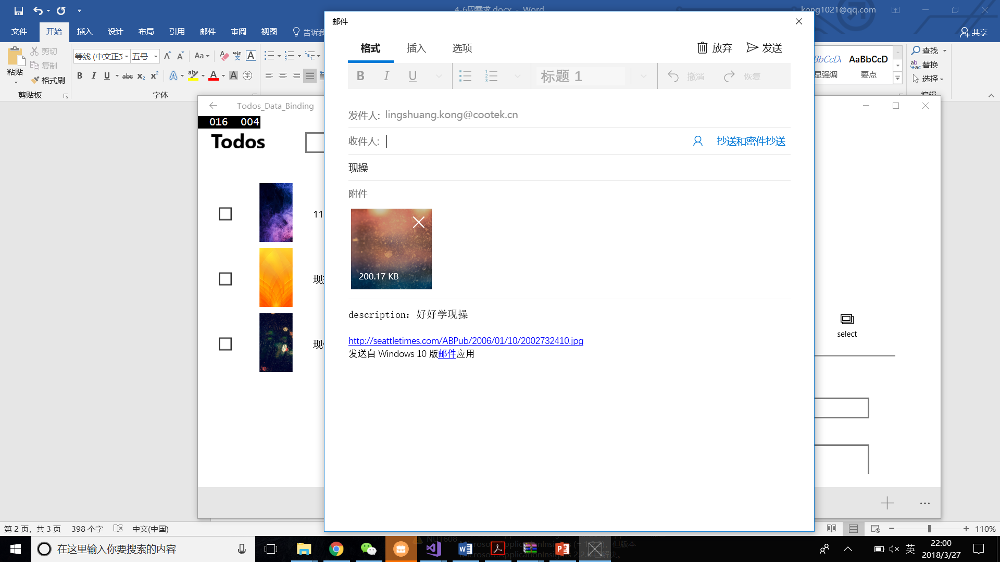 4-6周需求.docx - Word
kong1021@qq.com
文件 开始 插入 设计 布局 引用 邮件 审阅 视图 告诉我
共享
粘贴
剪切
复制
格式刷
剪贴板
等线 (中文正文 五号
字体
AaBbCcD
显强调 要点
查找
替换
选择
编辑
Todos_Data_Binding
016 004
Todos
11
现
select
邮件
格式 插入 选项
放弃 发送
B I U
标题 1
撤消 恢复
发件人: lingshuang.kong@cootek.cn
收件人:
抄送和密件抄送
现操
附件
200.17 KB
description: 好好学现操
http://seattletimes.com/ABPub/2006/01/10/2002732410.jpg
发送自 Windows 10 版邮件应用
第 2 页，共 3 页 398 个字 中文(中国)
110%
在这里输入你要搜索的内容
NU1608
英
22:00
2018/3/27